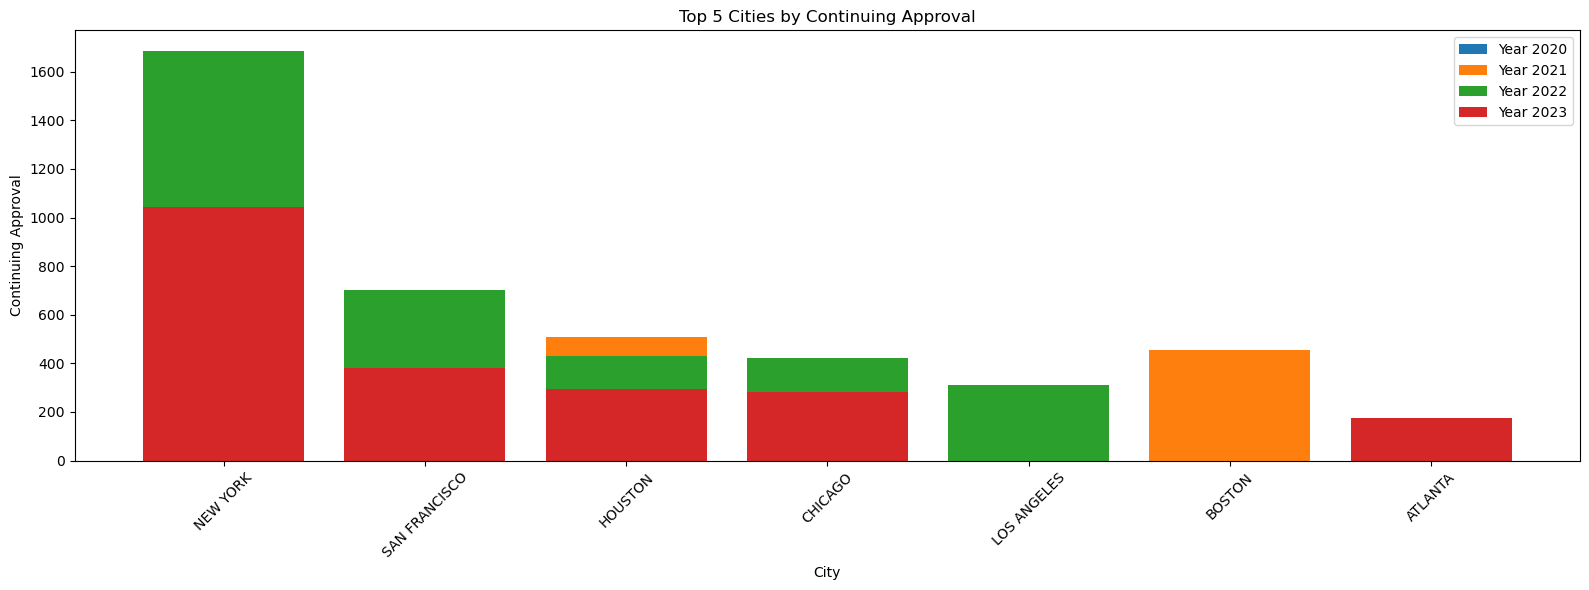 Top 5 Cities by Continuing Approval
Year 2020
Year 2021
Year 2022
Year 2023
Continuing Approval
1600
1400
1200
1000
800
600
400
200
0
NEW YORK
SAN FRANCISCO
HOUSTON
CHICAGO
LOS ANGELES
BOSTON
ATLANTA
City